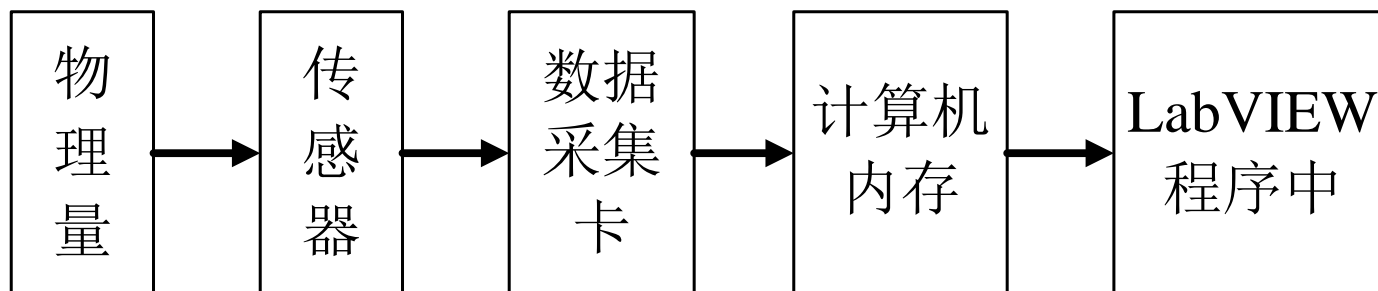 物
理
量
传
感
器
数据
采集
卡
计算机
内存
LabVIEW
程序中